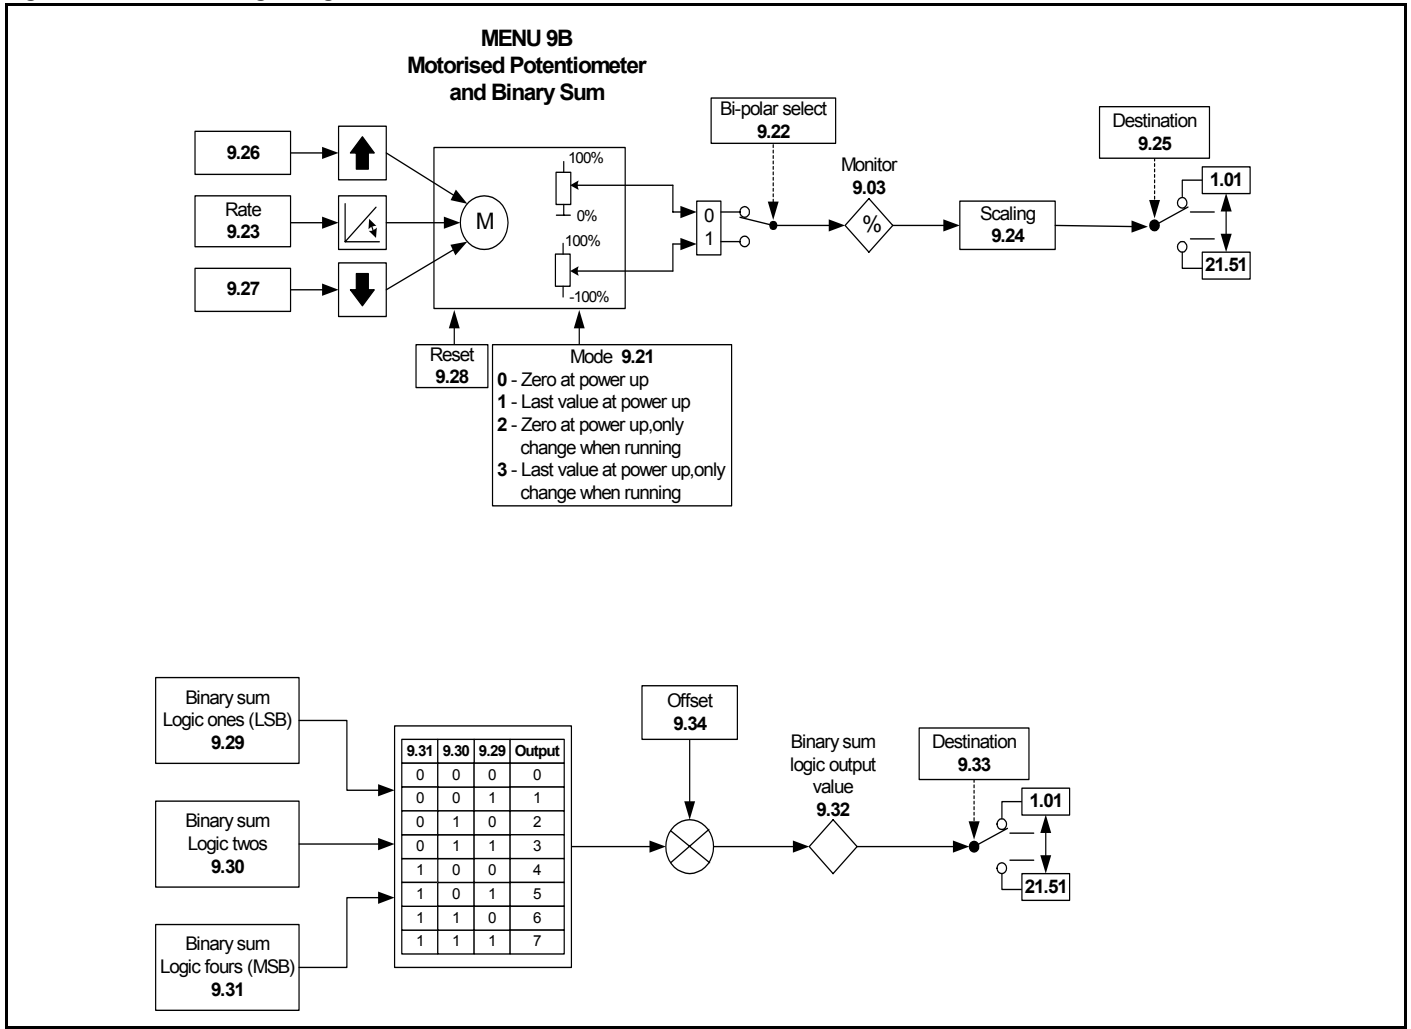 MENU 9B
Motorised Potentiometer
and Binary Sum
9.26
Rate
9.23
9.27
M
100%
0%
100%
-100%
Reset
9.28
Mode 9.21
0 - Zero at power up
1 - Last value at power up
2 - Zero at power up,only
change when running
3 - Last value at power up,only
change when running
0
1
Bi-polar select
9.22
Monitor
9.03
%
Scaling
9.24
Destination
9.25
1.01
21.51
Binary sum
Logic ones (LSB)
9.29
Binary sum
Logic twos
9.30
Binary sum
Logic fours (MSB)
9.31
9.31 9.30 9.29 Output
0 0 0 0
0 0 1 1
0 1 0 2
0 1 1 3
1 0 0 4
1 0 1 5
1 1 0 6
1 1 1 7
Offset
9.34
Binary sum
logic output
value
9.32
Destination
9.33
1.01
21.51